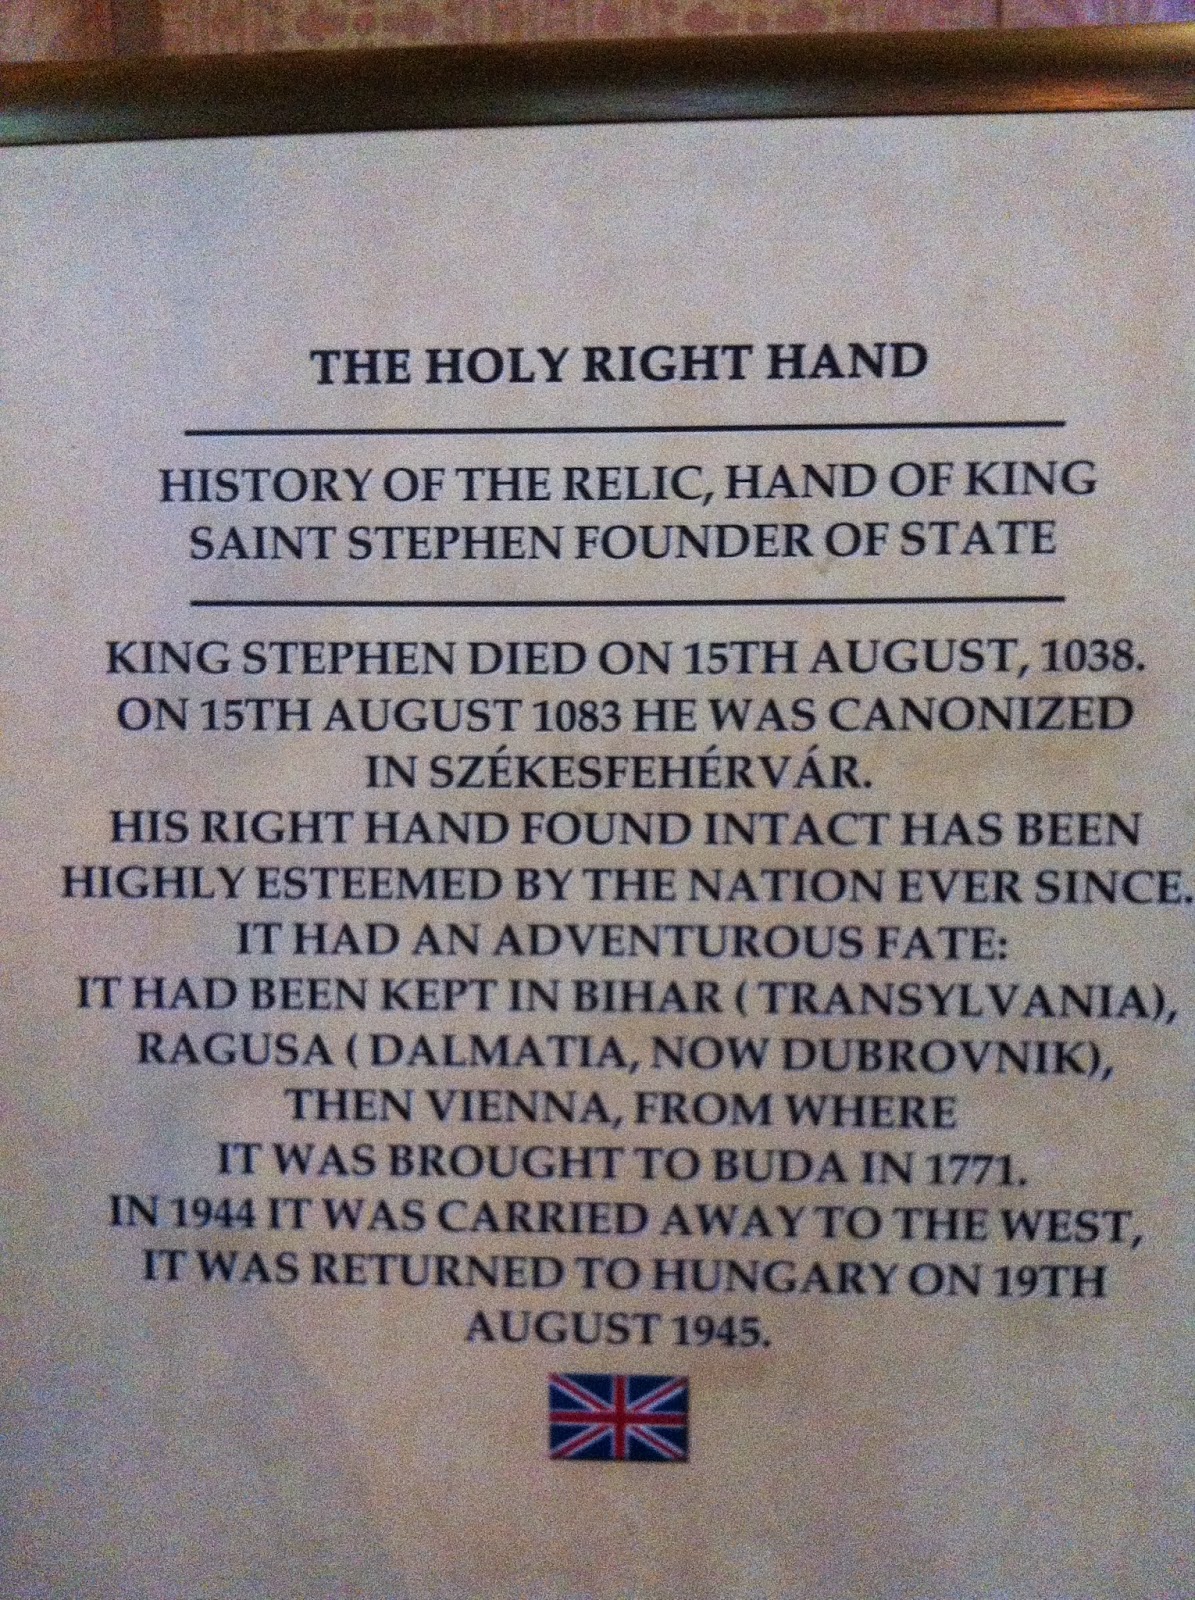 THE HOLY RIGHT HAND
HISTORY OF THE RELIC, HAND OF KING
SAINT STEPHEN FOUNDER OF STATE
KING STEPHEN DIED ON 15TH AUGUST, 1038.
ON 15TH AUGUST 1083 HE WAS CANONIZED
IN SZÉKESFEHÉRVÁR.
HIS RIGHT HAND FOUND INTACT HAS BEEN
HIGHLY ESTEEMED BY THE NATION EVER SINCE.
IT HAD AN ADVENTUROUS FATE:
IT HAD BEEN KEPT IN BIHAR ( TRANSYLVANIA),
RAGUSA ( DALMATIA, NOW DUBROVNIK),
THEN VIENNA, FROM WHERE
IT WAS BROUGHT TO BUDA IN 1771.
IN 1944 IT WAS CARRIED AWAY TO THE WEST,
IT WAS RETURNED TO HUNGARY ON 19TH
AUGUST 1945.